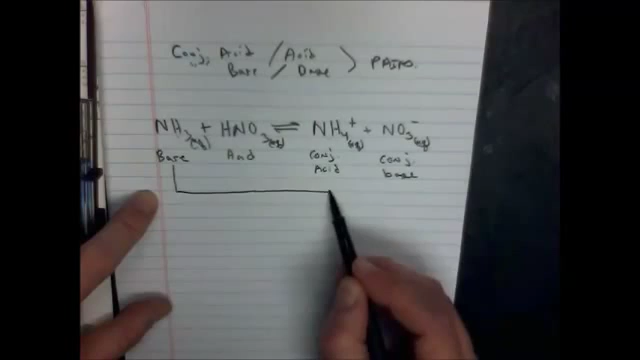 Conj. Acid / Acid
Base / Base > PAIRS.
NH₃(aq) + HNO₃(aq) ⇌ NH₄⁺(aq) + NO₃⁻(aq)
Base Acid Conj. Acid Conj. base